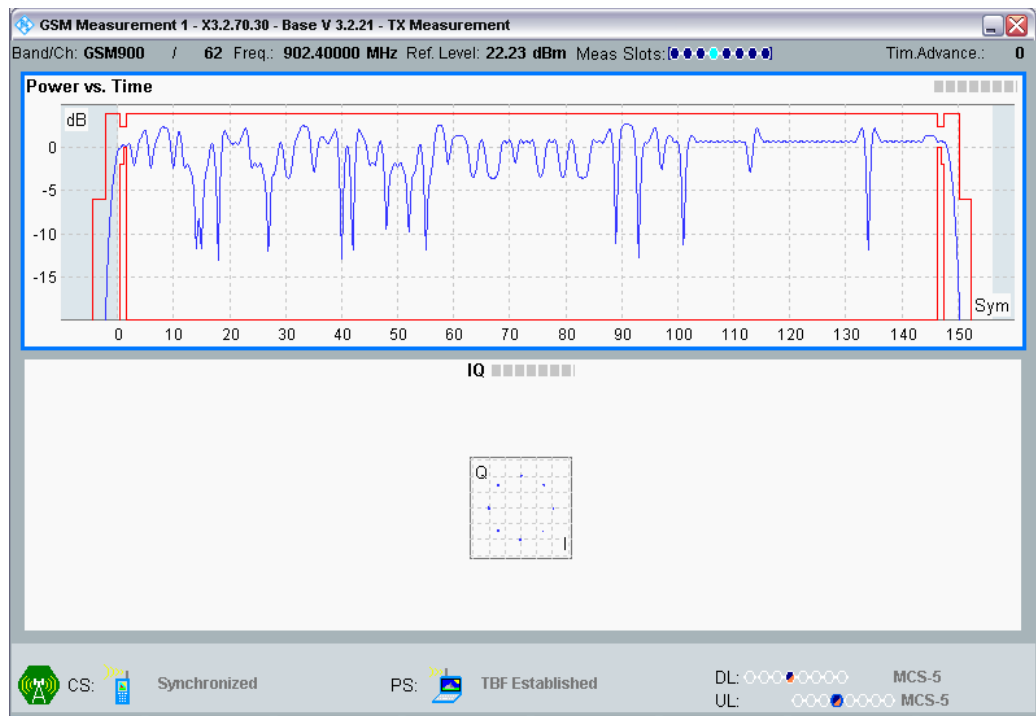 GSM Measurement 1 - X3.2.70.30 - Base V 3.2.21 - TX Measurement
Band/Ch: GSM900 / 62 Freq.: 902.40000 MHz Ref. Level: 22.23 dBm Meas Slots: Tim.Advance.: 0
Power vs. Time
dB
0
-5
-10
-15
Sym
0 10 20 30 40 50 60 70 80 90 100 110 120 130 140 150
IQ
Q
I
CS: Synchronized PS: TBF Established DL: MCS-5
UL: MCS-5